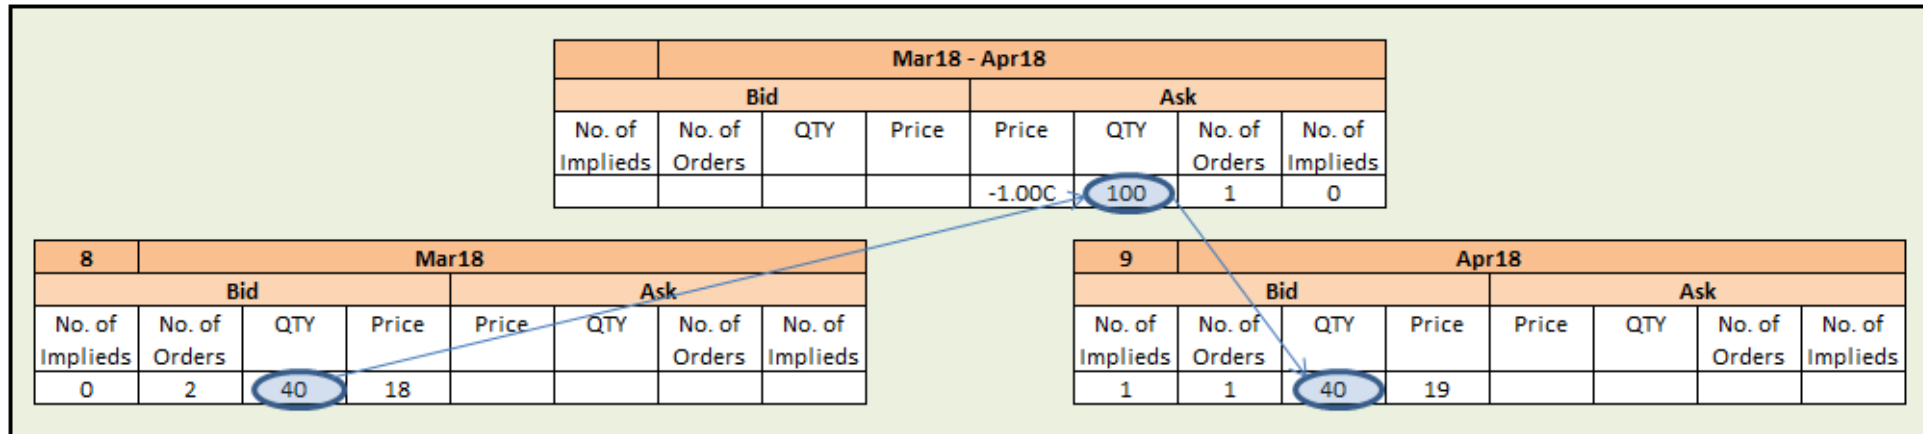 Mar18 - Apr18
Bid Ask
No. of Implieds No. of Orders QTY Price Price QTY No. of Orders No. of Implieds
-1.00C 100 1 0
8 Mar18
Bid Ask
No. of Implieds No. of Orders QTY Price Price QTY No. of Orders No. of Implieds
0 2 40 18
9 Apr18
Bid Ask
No. of Implieds No. of Orders QTY Price Price QTY No. of Orders No. of Implieds
1 1 40 19